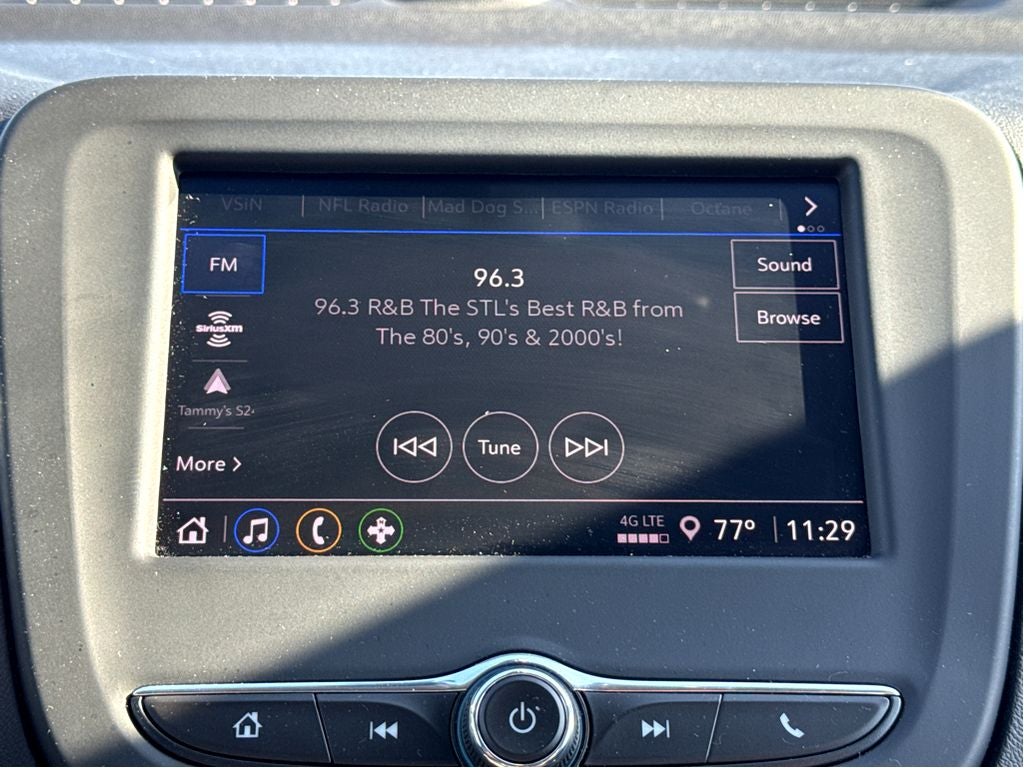 VSiN NFL Radio Mad Dog S... ESPN Radio Octane
FM
96.3
Sound
96.3 R&B The STL's Best R&B from
The 80's, 90's & 2000's!
Browse
SiriusXM
Tammy's S24
More
Tune
4G LTE
77°
11:29